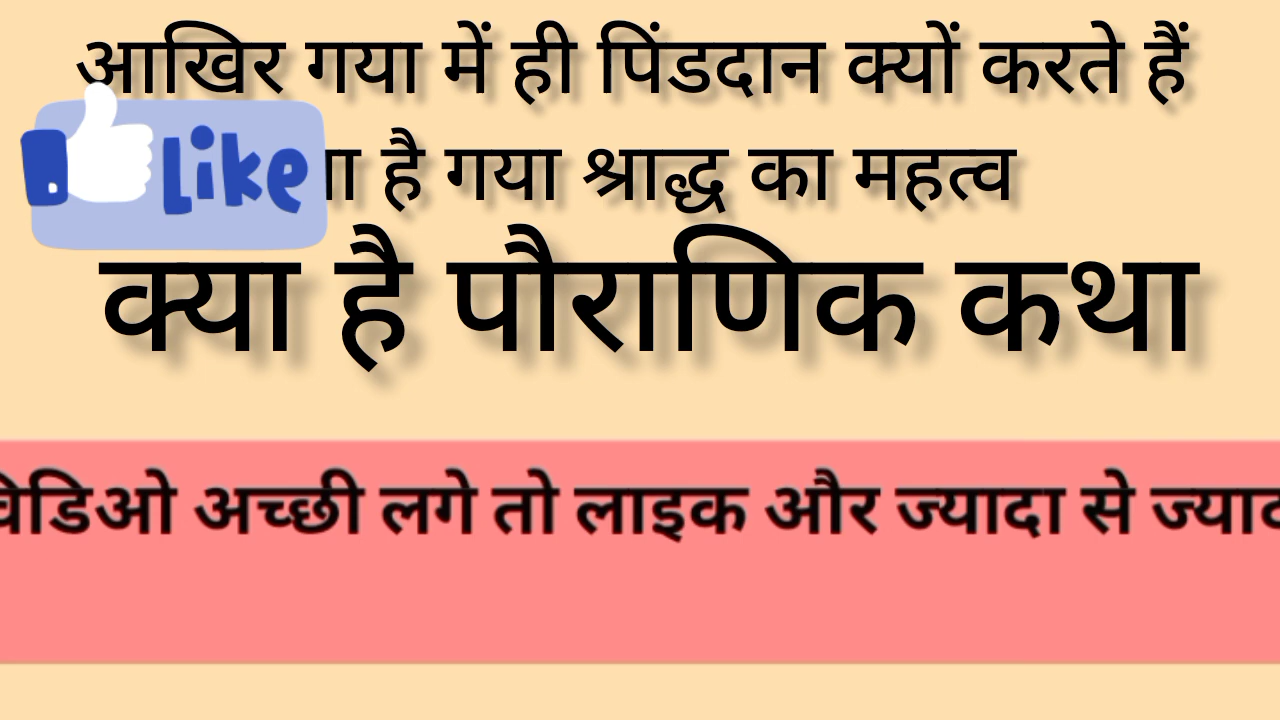 आखिर गया में ही पिंडदान क्यों करते हैं
Like
है गया श्राद्ध का महत्व
क्या है पौराणिक कथा
विडिओ अच्छी लगे तो लाइक और ज्यादा से